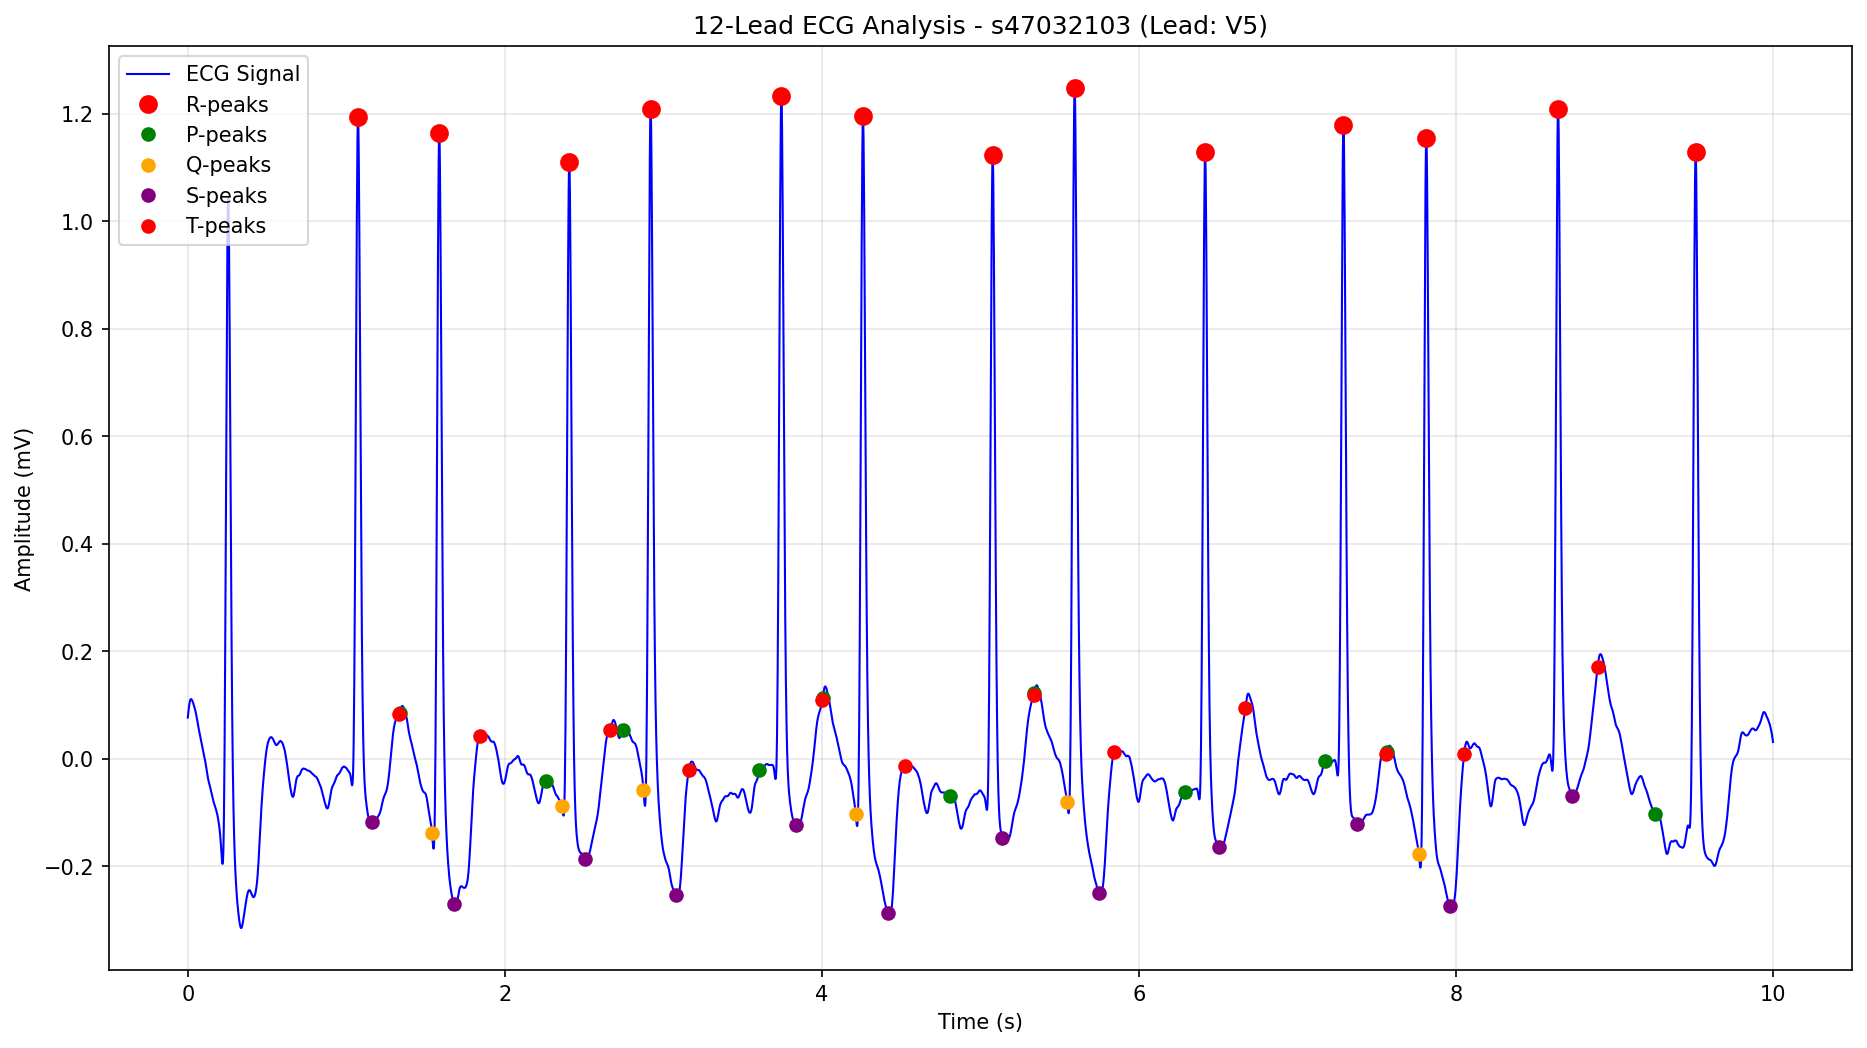 12-Lead ECG Analysis - s47032103 (Lead: V5)
ECG Signal
R-peaks
P-peaks
Q-peaks
S-peaks
T-peaks
Amplitude (mV)
1.2
1.0
0.8
0.6
0.4
0.2
0.0
−0.2
0 2 4 6 8 10
Time (s)